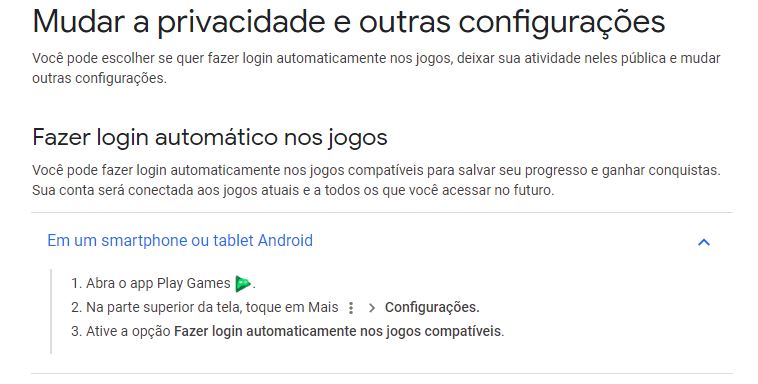 Mudar a privacidade e outras configurações
Você pode escolher se quer fazer login automaticamente nos jogos, deixar sua atividade neles pública e mudar
outras configurações.
Fazer login automático nos jogos
Você pode fazer login automaticamente nos jogos compatíveis para salvar seu progresso e ganhar conquistas.
Sua conta será conectada aos jogos atuais e a todos os que você acessar no futuro.
Em um smartphone ou tablet Android
1. Abra o app Play Games .
2. Na parte superior da tela, toque em Mais > Configurações.
3. Ative a opção Fazer login automaticamente nos jogos compatíveis.